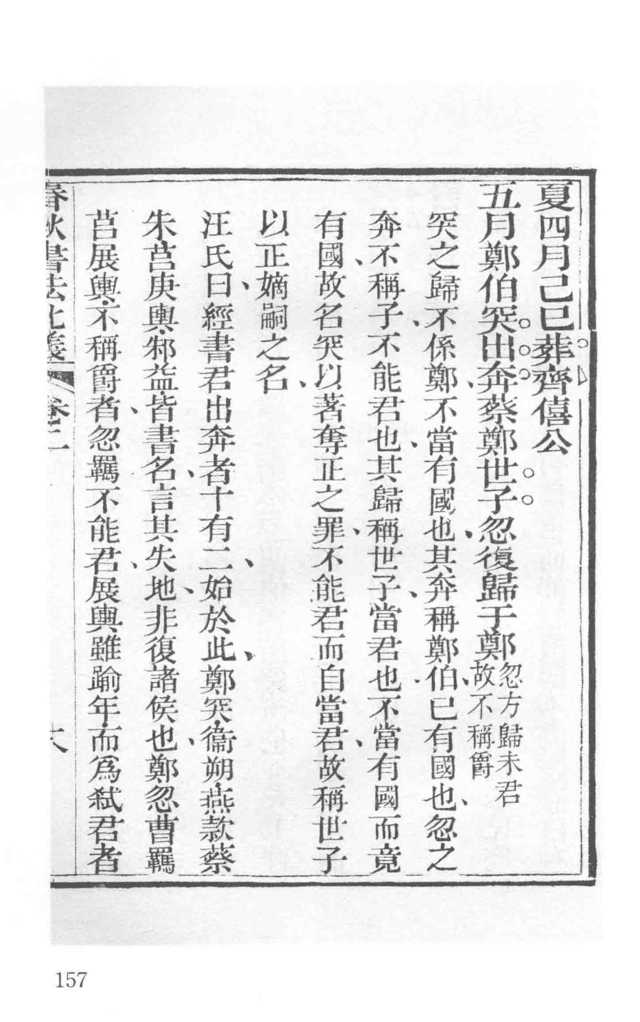 夏四月己巳葬齊僖公
五月鄭伯突出奔蔡鄭世子忽復歸于鄭忽方歸未君故不稱爵
突之歸不係鄭不當有國也其奔稱鄭伯已有國也忽之
奔不稱子不能君也其歸稱世子當君也不當有國而竟
有國故名突以著奪正之罪不能君而自當君故稱世子
以正嫡嗣之名
汪氏曰經書君出奔者十有二始於此鄭突衞朔燕款蔡
朱莒庚輿邾益皆書名言其失地非復諸侯也鄭忽曹羈
莒展輿不稱爵者忽羈不能君展輿雖踰年而爲弒君者
春秋書法 卷二
157